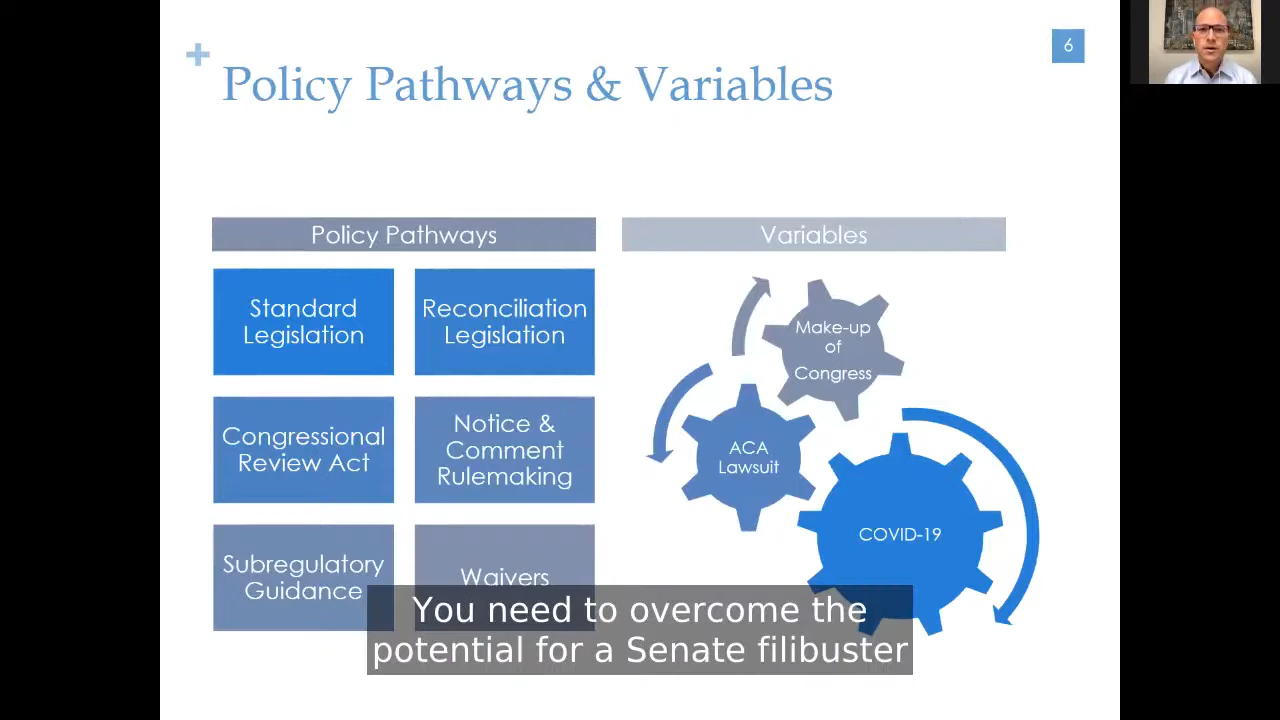 6
Policy Pathways & Variables
Policy Pathways
Variables
Standard
Legislation
Reconciliation
Legislation
Congressional
Review Act
Notice &
Comment
Rulemaking
Subregulatory
Guidance
Waivers
Make-up
of
Congress
ACA
Lawsuit
COVID-19
You need to overcome the
potential for a Senate filibuster